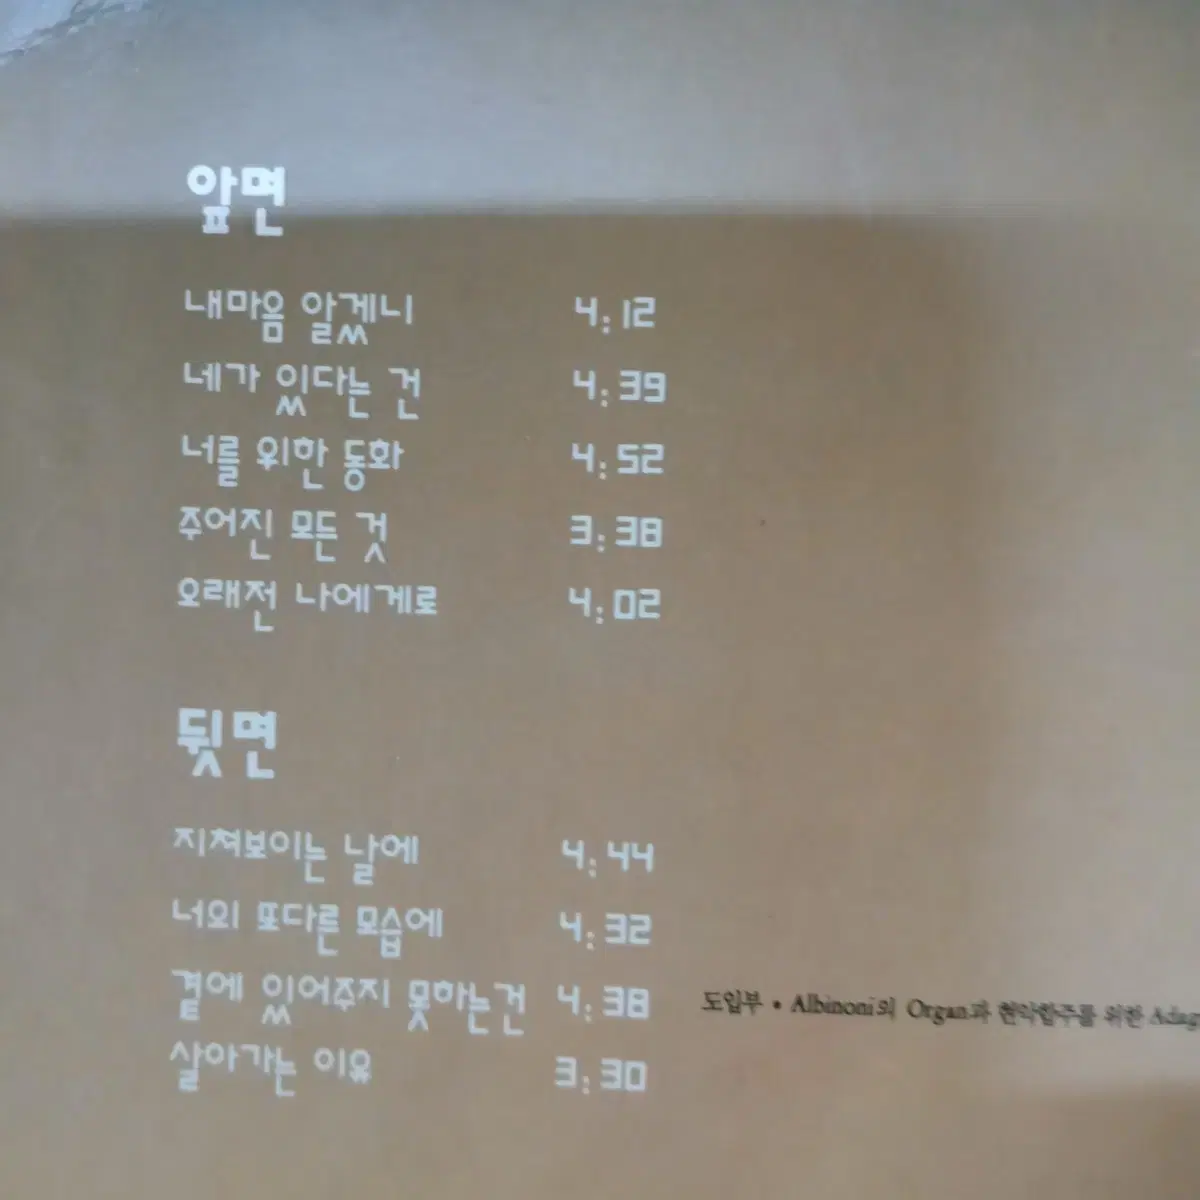 앞면
내마음 알겠니 4:12
네가 있다는 건 4:39
너를 위한 동화 4:52
주어진 모든 것 3:38
오래전 나에게로 4:02
뒷면
지쳐보이는 날에 4:44
너의 또다른 모습에 4:32
곁에 있어주지 못하는건 4:38 도입부 • Albinoni의 Organ과 현악합주를 위한 Adag
살아가는 이유 3:30